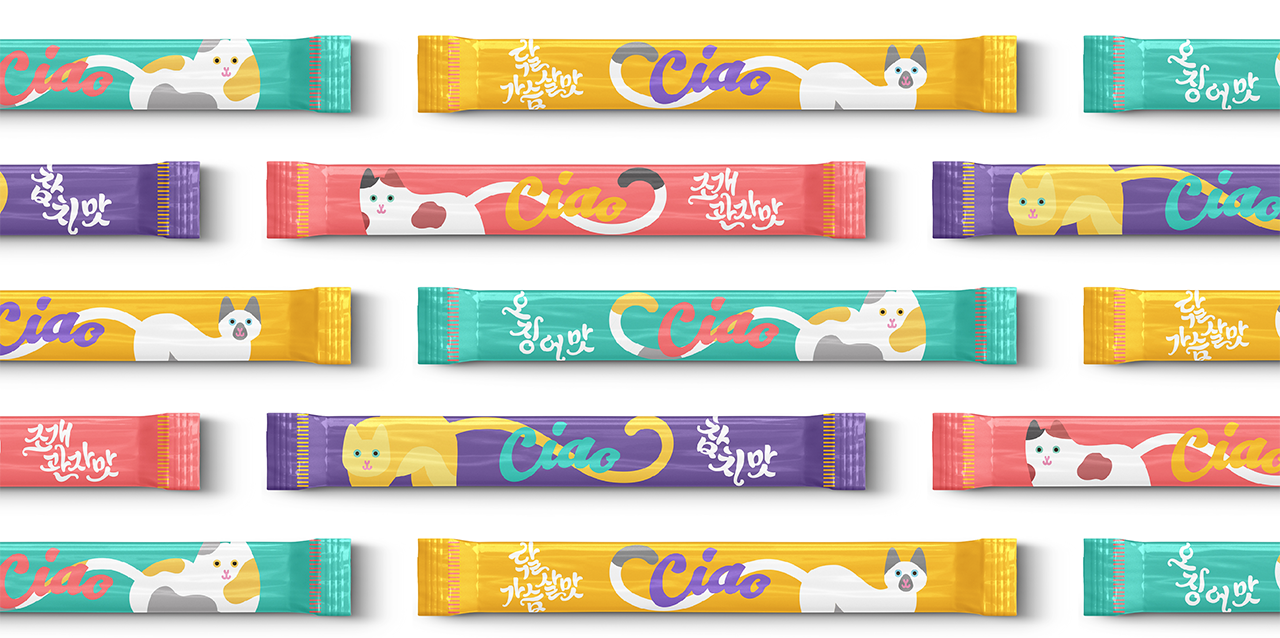 Ciao
닭
가슴살맛
Ciao
오
징어맛
참
치맛
Ciao
조개
관자맛
Ciao
Ciao
오
징어맛
Ciao
닭
가슴살맛
조개
관자맛
Ciao
참
치맛
Ciao
Ciao
닭
가슴살맛
Ciao
오
징어맛